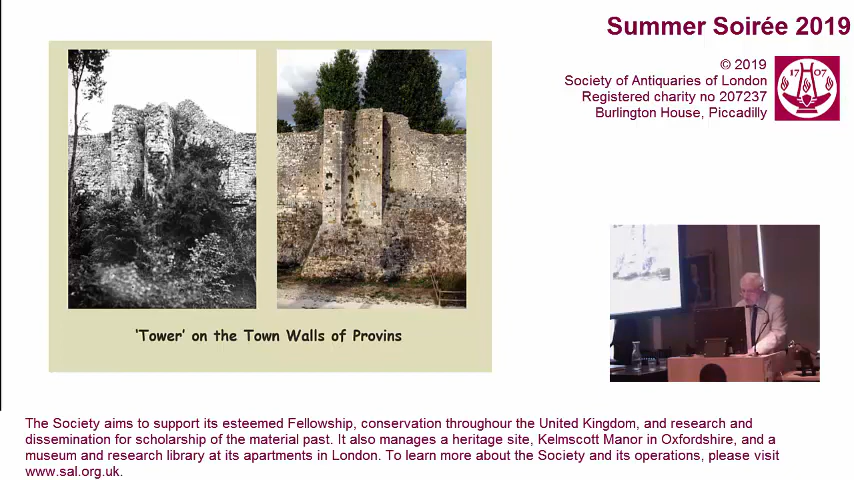 Summer Soirée 2019
© 2019
Society of Antiquaries of London
Registered charity no 207237
Burlington House, Piccadilly
17 07
'Tower' on the Town Walls of Provins
The Society aims to support its esteemed Fellowship, conservation throughour the United Kingdom, and research and
dissemination for scholarship of the material past. It also manages a heritage site, Kelmscott Manor in Oxfordshire, and a
museum and research library at its apartments in London. To learn more about the Society and its operations, please visit
www.sal.org.uk.